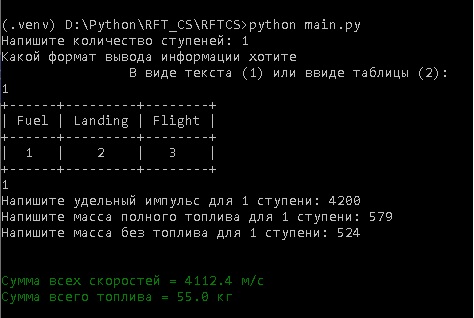 (.venv) D:\Python\RFT_CS\RFTCS>python main.py
Напишите количество ступеней: 1
Какой формат вывода информации хотите
В виде текста (1) или ввиде таблицы (2):
1
+------+---------+--------+
| Fuel | Landing | Flight |
+------+---------+--------+
| 1 | 2 | 3 |
+------+---------+--------+
1
Напишите удельный импульс для 1 ступени: 4200
Напишите масса полного топлива для 1 ступени: 579
Напишите масса без топлива для 1 ступени: 524
Сумма всех скоростей = 4112.4 м/с
Сумма всего топлива = 55.0 кг